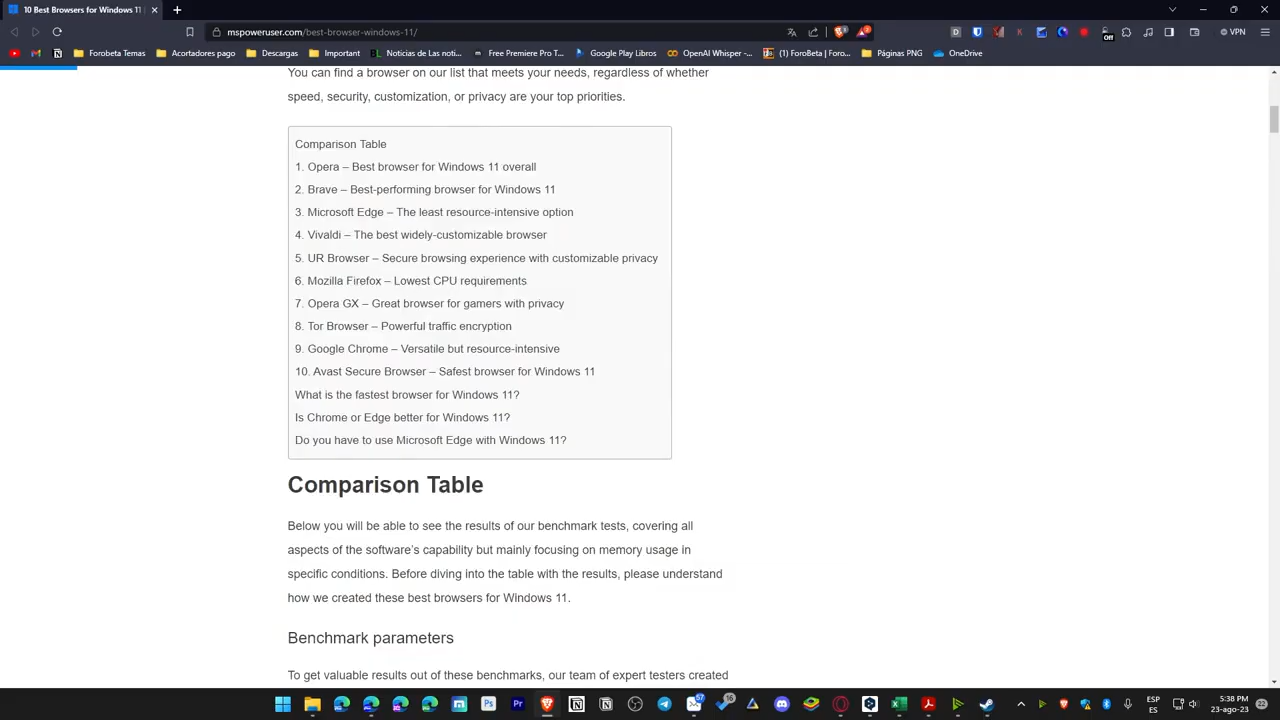 10 Best Browsers for Windows 11 |
mspoweruser.com/best-browser-windows-11/
VPN
Off
Forobeta Temas
Acortadores pago
Descargas
Important
Noticias de Las noti...
Free Premiere Pro T...
Google Play Libros
OpenAI Whisper -...
(1) ForoBeta | Foro...
Páginas PNG
OneDrive
You can find a browser on our list that meets your needs, regardless of whether
speed, security, customization, or privacy are your top priorities.
Comparison Table
1. Opera – Best browser for Windows 11 overall
2. Brave – Best-performing browser for Windows 11
3. Microsoft Edge – The least resource-intensive option
4. Vivaldi – The best widely-customizable browser
5. UR Browser – Secure browsing experience with customizable privacy
6. Mozilla Firefox – Lowest CPU requirements
7. Opera GX – Great browser for gamers with privacy
8. Tor Browser – Powerful traffic encryption
9. Google Chrome – Versatile but resource-intensive
10. Avast Secure Browser – Safest browser for Windows 11
What is the fastest browser for Windows 11?
Is Chrome or Edge better for Windows 11?
Do you have to use Microsoft Edge with Windows 11?
Comparison Table
Below you will be able to see the results of our benchmark tests, covering all
aspects of the software’s capability but mainly focusing on memory usage in
specific conditions. Before diving into the table with the results, please understand
how we created these best browsers for Windows 11.
Benchmark parameters
To get valuable results out of these benchmarks, our team of expert testers created
57
16
ESP
ES
5:38 PM
23-ago-23